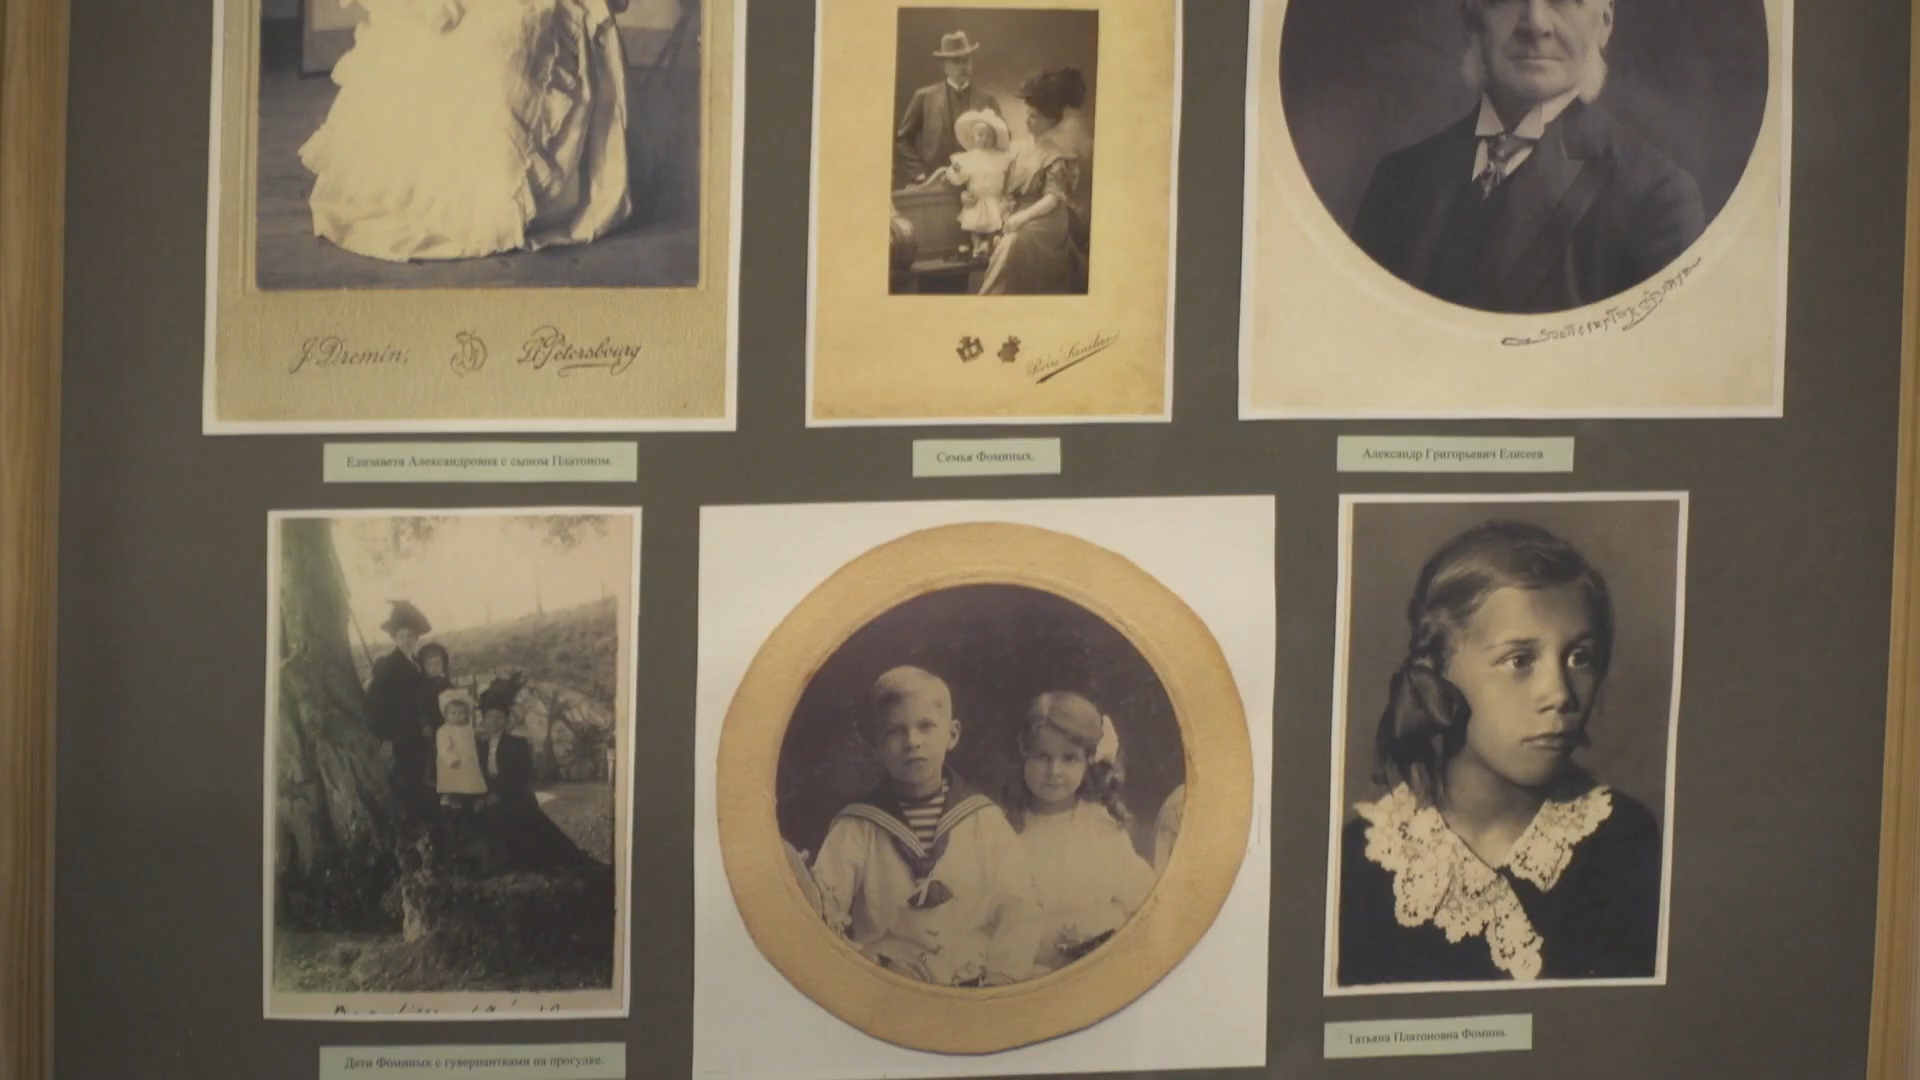 J. Dremin. St. Petersbourg
Елизавета Александровна с сыном Платоном.
Семья Фоминых.
Александр Григорьевич Елисеев
Дети Фоминых с гувернантками на прогулке.
Татьяна Платоновна Фомина.